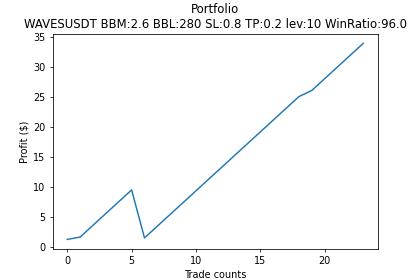 Portfolio
WAVESUSDT BBM:2.6 BBL:280 SL:0.8 TP:0.2 lev:10 WinRatio:96.0
35
30
25
20
15
10
5
0
Profit ($)
0 5 10 15 20
Trade counts